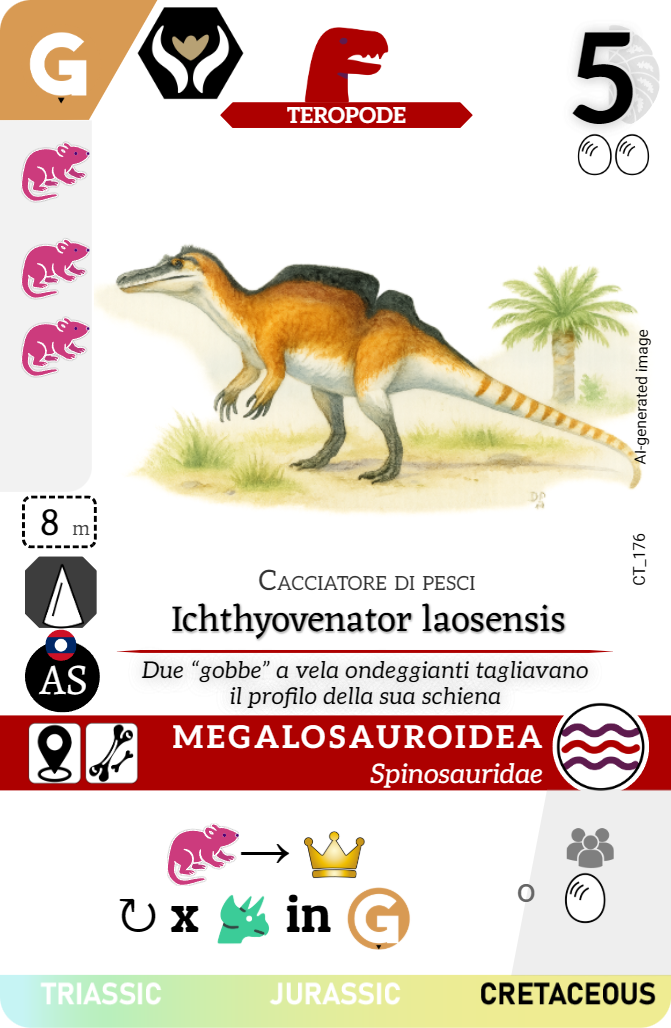 G
TEROPODE
5
AI-generated image
CT_176
8 m
AS
CACCIATORE DI PESCI
Ichthyovenator laosensis
Due “gobbe” a vela ondeggianti tagliavano
il profilo della sua schiena
MEGALOSAUROIDEA
Spinosauridae
x in G
o
TRIASSIC JURASSIC CRETACEOUS